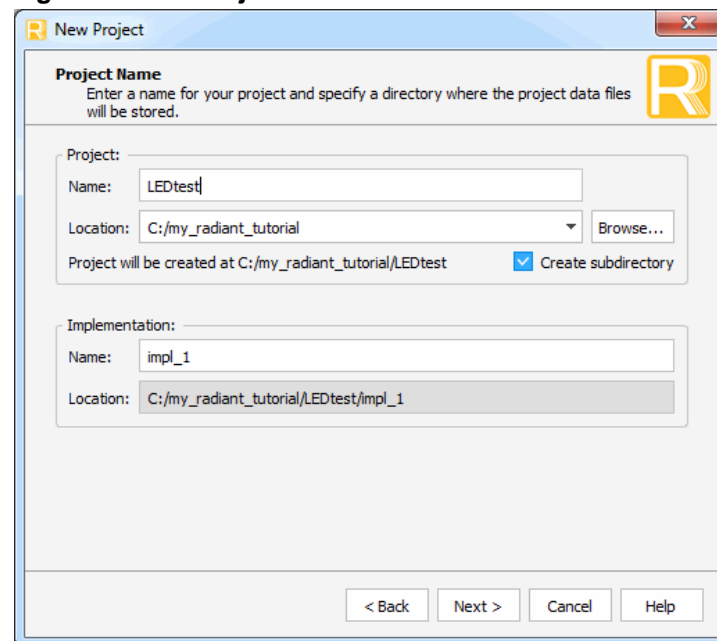 New Project
Project Name
Enter a name for your project and specify a directory where the project data files
will be stored.
Project:
Name: LEDtest
Location: C:/my_radiant_tutorial Browse...
Project will be created at C:/my_radiant_tutorial/LEDtest Create subdirectory
Implementation:
Name: impl_1
Location: C:/my_radiant_tutorial/LEDtest/impl_1
< Back Next > Cancel Help